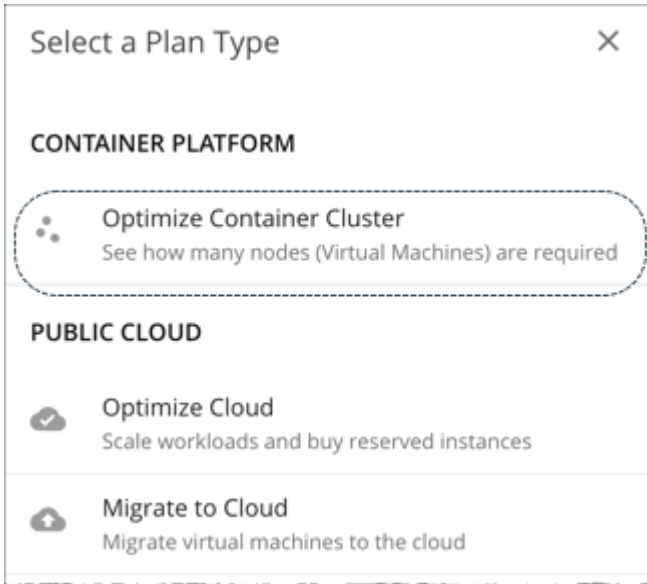 Select a Plan Type
CONTAINER PLATFORM
Optimize Container Cluster
See how many nodes (Virtual Machines) are required
PUBLIC CLOUD
Optimize Cloud
Scale workloads and buy reserved instances
Migrate to Cloud
Migrate virtual machines to the cloud